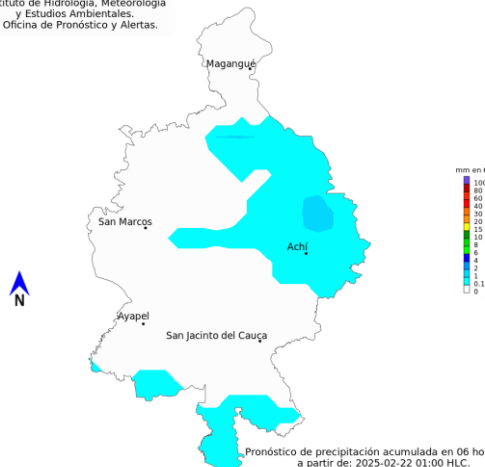 tituto de Hidrología, Meteorología
y Estudios Ambientales.
Oficina de Pronóstico y Alertas.
Magangué
San Marcos
Achí
Ayapel
San Jacinto del Cauca
N
mm en 6
100
80
60
40
30
20
15
10
8
6
4
2
1
0.1
0
Pronóstico de precipitación acumulada en 06 ho
a partir de: 2025-02-22 01:00 HLC.